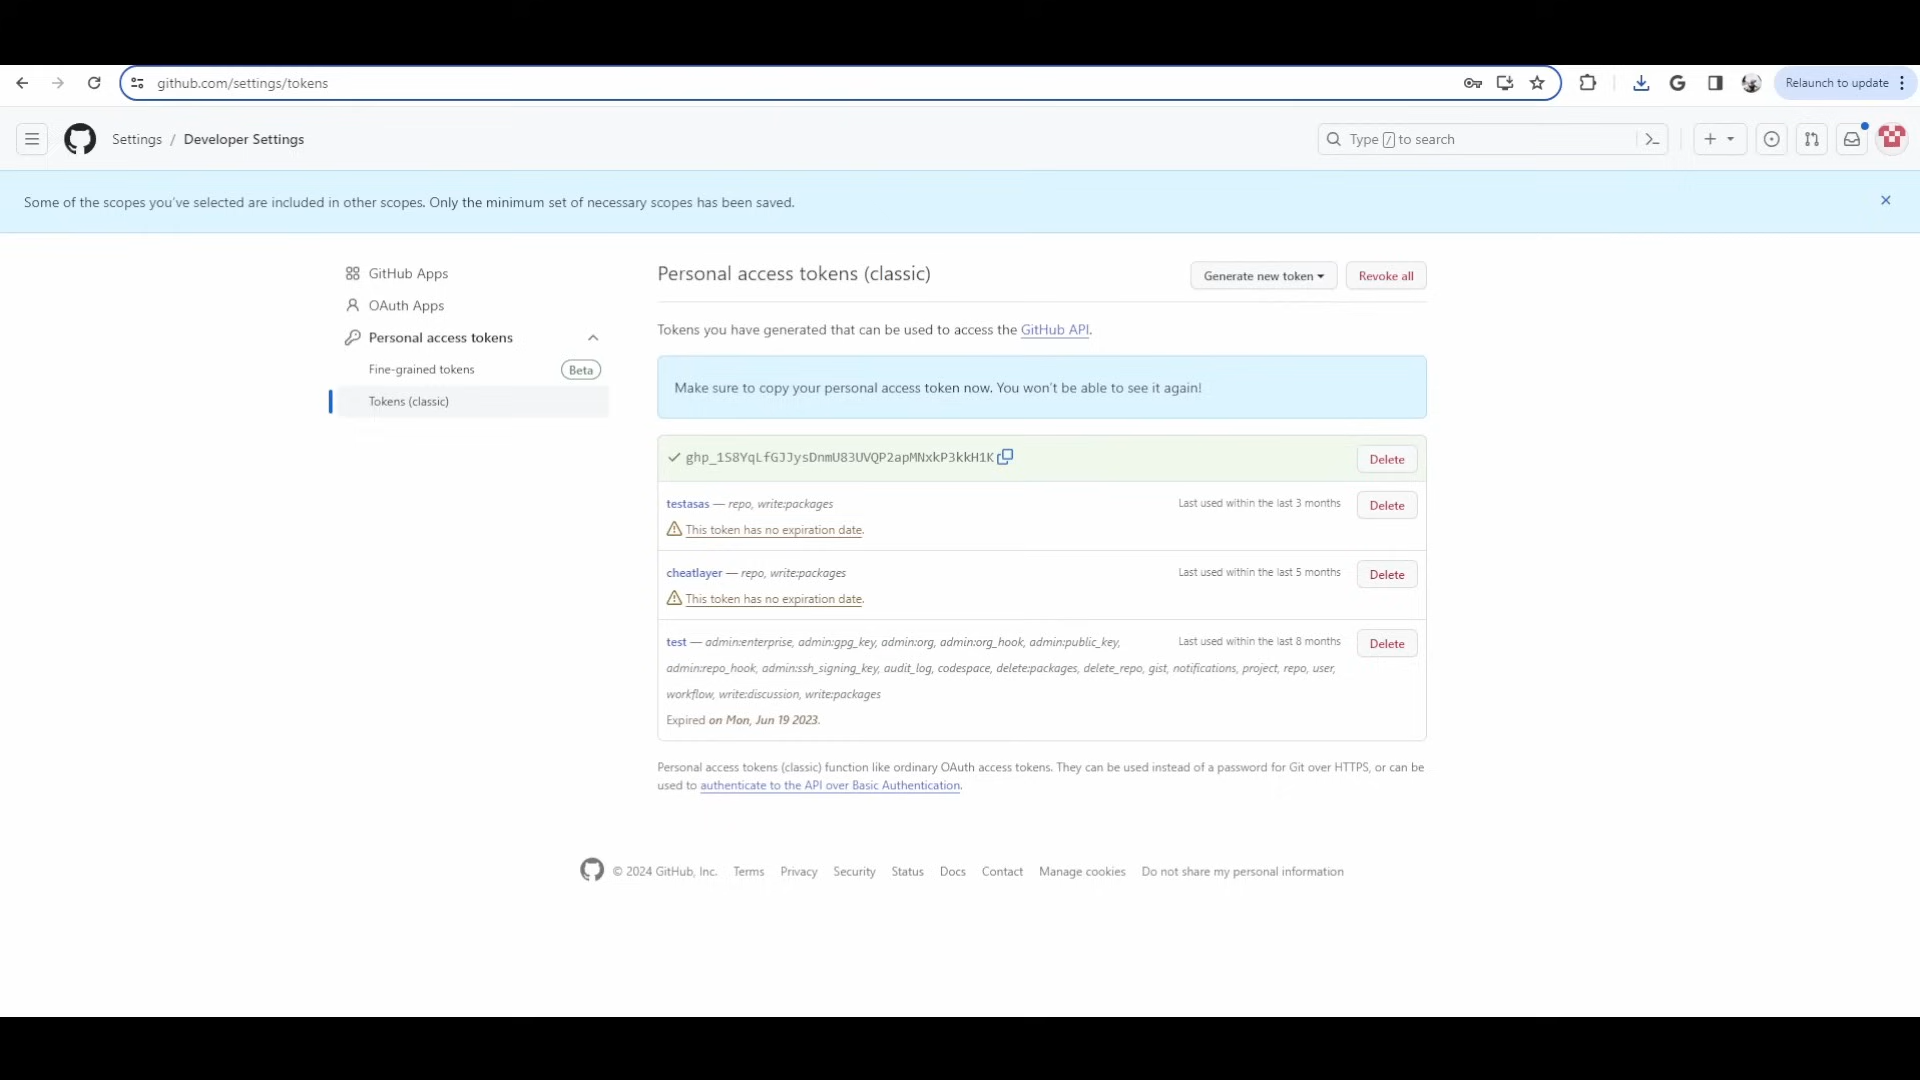 github.com/settings/tokens
Relaunch to update
Settings / Developer Settings
Type / to search
Some of the scopes you've selected are included in other scopes. Only the minimum set of necessary scopes has been saved.
GitHub Apps
OAuth Apps
Personal access tokens
Fine-grained tokens Beta
Tokens (classic)
Personal access tokens (classic)
Generate new token
Revoke all
Tokens you have generated that can be used to access the GitHub API.
Make sure to copy your personal access token now. You won't be able to see it again!
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 Delete
testasas — repo, write:packages Last used within the last 3 months Delete
This token has no expiration date.
cheatlayer — repo, write:packages Last used within the last 5 months Delete
This token has no expiration date.
test — admin:enterprise, admin:gpg_key, admin:org, admin:org_hook, admin:public_key, Last used within the last 8 months Delete
admin:repo_hook, admin:ssh_signing_key, audit_log, codespace, delete:packages, delete_repo, gist, notifications, project, repo, user,
workflow, write:discussion, write:packages
Expired on Mon, Jun 19 2023.
Personal access tokens (classic) function like ordinary OAuth access tokens. They can be used instead of a password for Git over HTTPS, or can be
used to authenticate to the API over Basic Authentication.
© 2024 GitHub, Inc. Terms Privacy Security Status Docs Contact Manage cookies Do not share my personal information